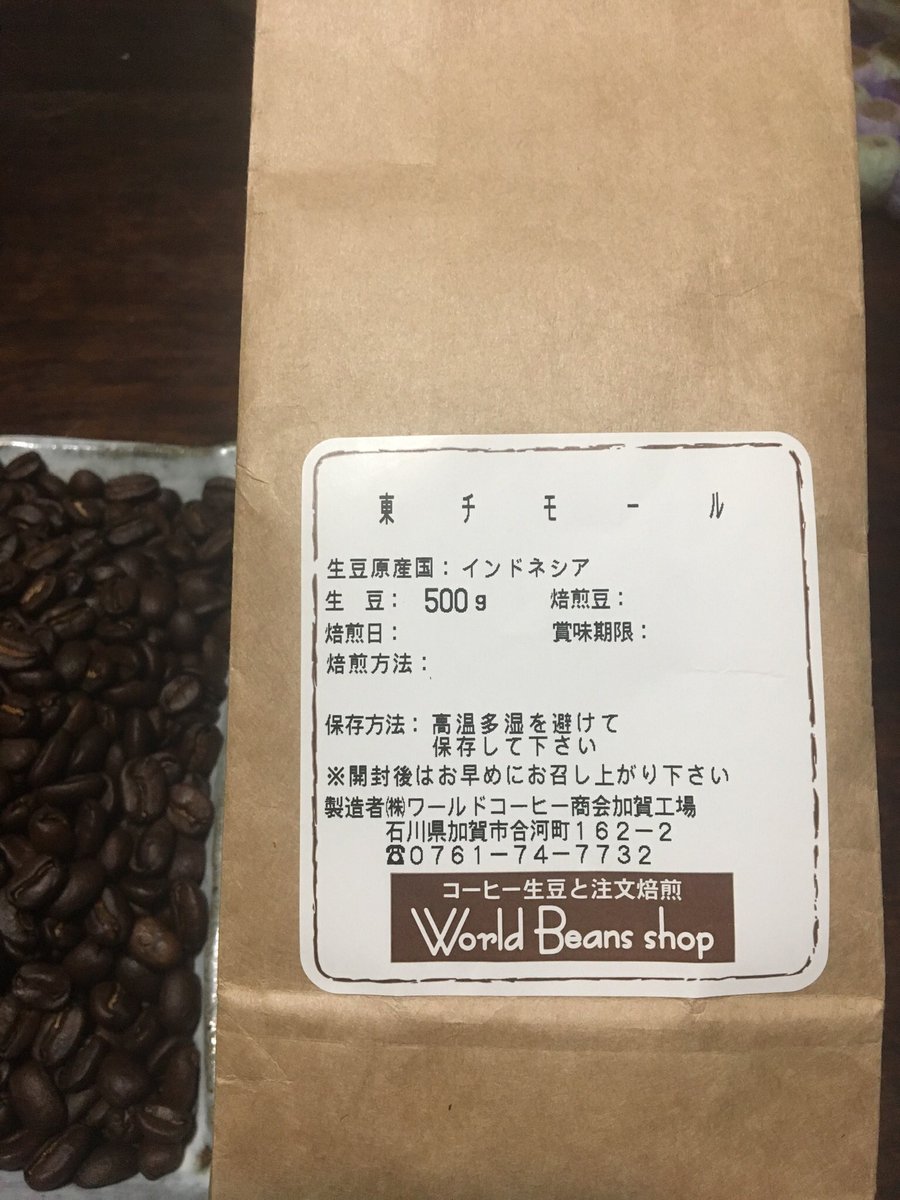 東チモール
生豆原産国：インドネシア
生　豆：　500g　焙煎豆：
焙煎日：　賞味期限：
焙煎方法：
保存方法：高温多湿を避けて
保存して下さい
※開封後はお早めにお召し上がり下さい
製造者㈱ワールドコーヒー商会加賀工場
石川県加賀市合河町１６２－２
☎０７６１－７４－７７３２
コーヒー生豆と注文焙煎
World Beans shop